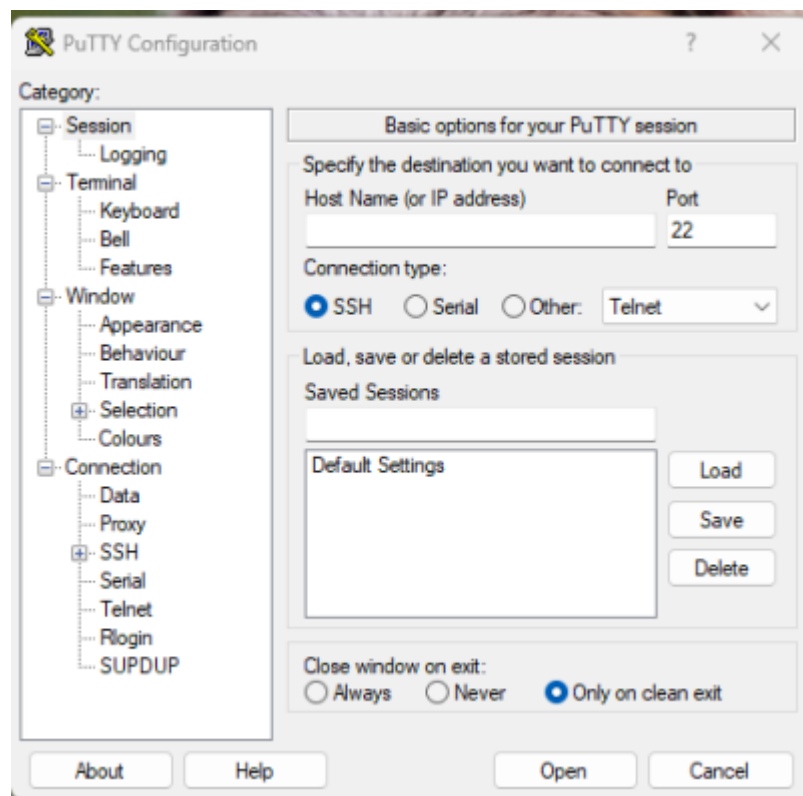 PuTTY Configuration ? ×
Category:
Session
Logging
Terminal
Keyboard
Bell
Features
Window
Appearance
Behaviour
Translation
Selection
Colours
Connection
Data
Proxy
SSH
Serial
Telnet
Rlogin
SUPDUP
Basic options for your PuTTY session
Specify the destination you want to connect to
Host Name (or IP address) Port
22
Connection type:
SSH Serial Other: Telnet
Load, save or delete a stored session
Saved Sessions
Default Settings
Load
Save
Delete
Close window on exit:
Always Never Only on clean exit
About Help Open Cancel